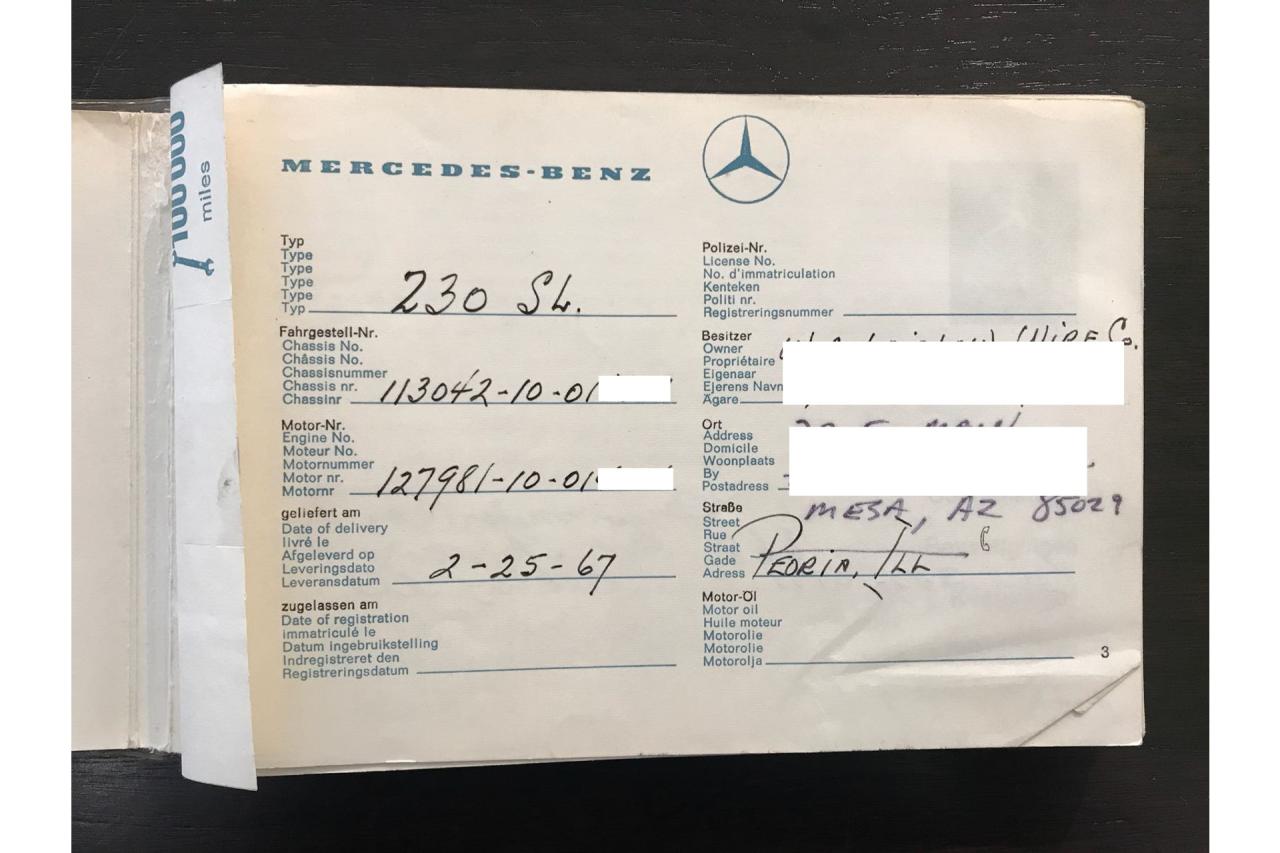 100 000
miles
MERCEDES-BENZ
Typ
Type
Type
Type
Type
Typ
230 SL.
Fahrgestell-Nr.
Chassis No.
Châssis No.
Chassisnummer
Chassis nr.
Chassinr
113042-10-01
Motor-Nr.
Engine No.
Moteur No.
Motornummer
Motor nr.
Motornr
127981-10-01
geliefert am
Date of delivery
livré le
Afgeleverd op
Leveringsdato
Leveransdatum
2-25-67
zugelassen am
Date of registration
immatriculé le
Datum ingebruikstelling
Indregistreret den
Registreringsdatum
Polizei-Nr.
License No.
No. d'immatriculation
Kenteken
Politi nr.
Registreringsnummer
Besitzer
Owner
Propriétaire
Eigenaar
Ejerens Navn
Ägare
WIRE Co.
Ort
Address
Domicile
Woonplaats
By
Postadress
MAIN
MESA, AZ 85029
Straße
Street
Rue
Straat
Gade
Adress
PEORIA, ILL
Motor-Öl
Motor oil
Huile moteur
Motorolie
Motorolie
Motorolja
3